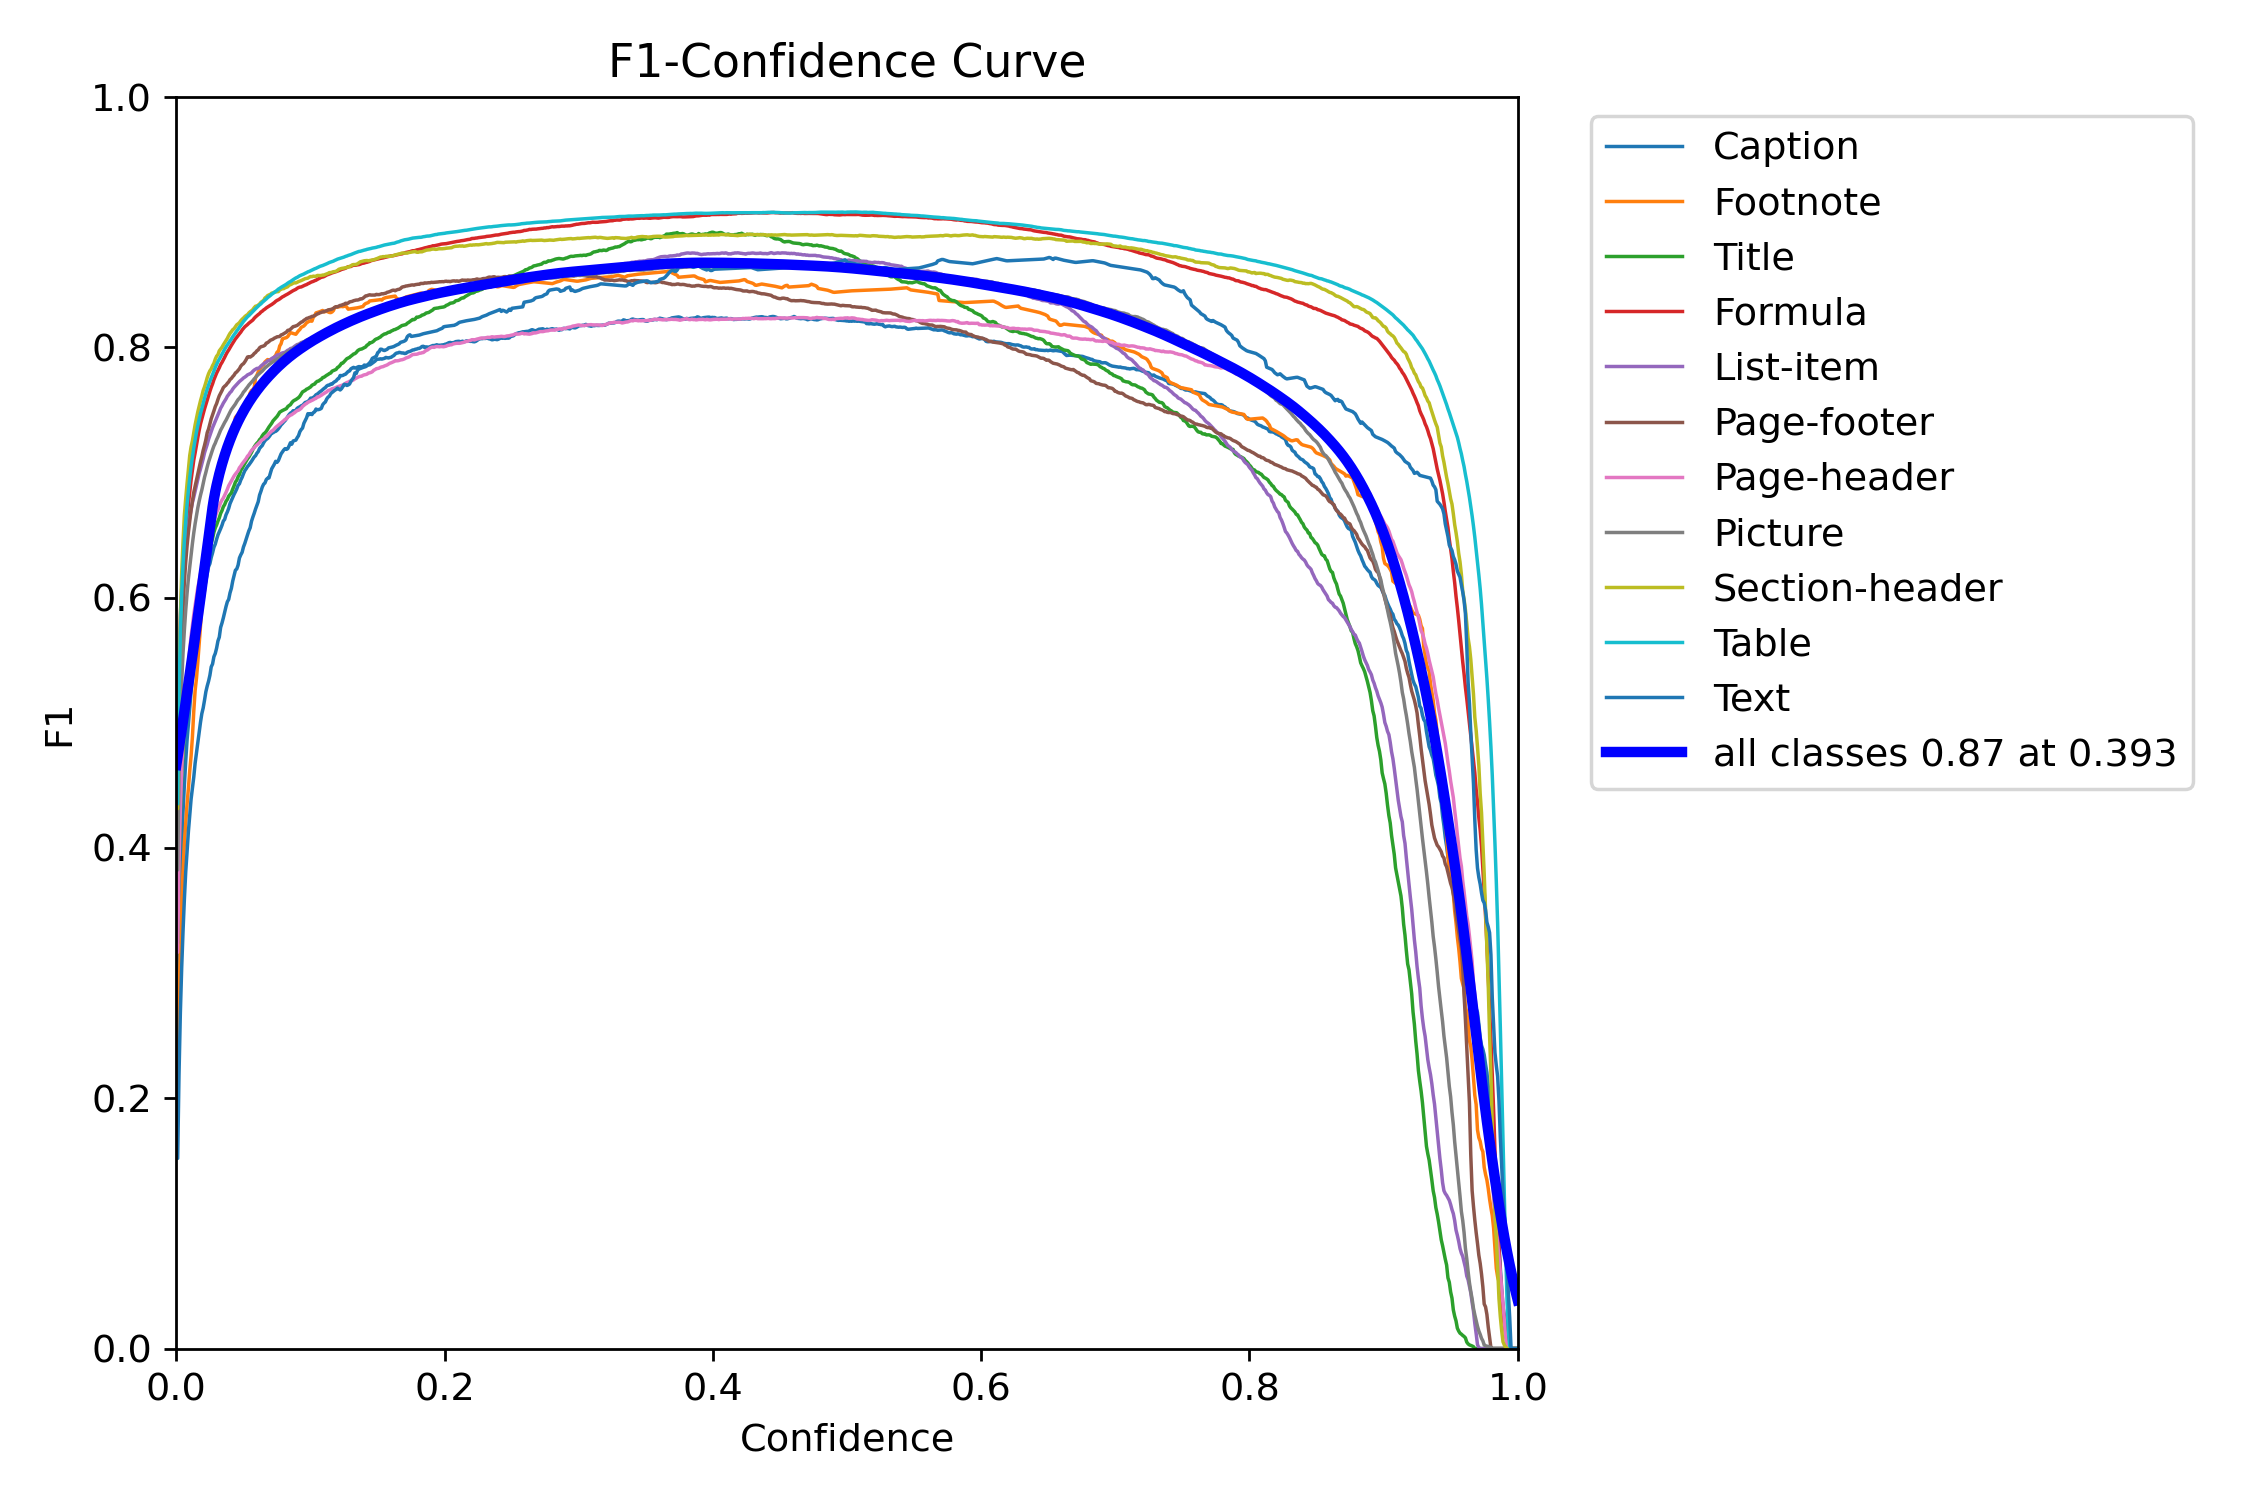 F1-Confidence Curve
1.0
0.8
0.6
0.4
0.2
0.0
F1
0.0 0.2 0.4 0.6 0.8 1.0
Confidence
Caption
Footnote
Title
Formula
List-item
Page-footer
Page-header
Picture
Section-header
Table
Text
all classes 0.87 at 0.393